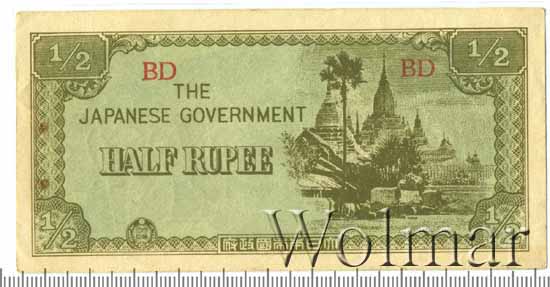 1/2
1/2
BD
BD
THE
JAPANESE GOVERNMENT
HALF RUPEE
1/2
1/2
府政國帝本日大
Wolmar